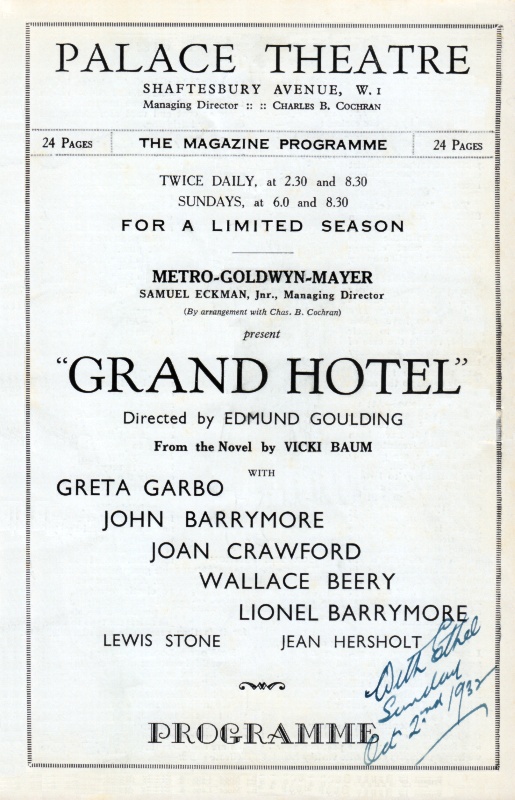 PALACE THEATRE
SHAFTESBURY AVENUE, W.1
Managing Director :: :: CHARLES B. COCHRAN
24 PAGES THE MAGAZINE PROGRAMME 24 PAGES
TWICE DAILY, at 2.30 and 8.30
SUNDAYS, at 6.0 and 8.30
FOR A LIMITED SEASON
METRO-GOLDWYN-MAYER
SAMUEL ECKMAN, Jnr., Managing Director
(By arrangement with Chas. B. Cochran)
present
"GRAND HOTEL"
Directed by EDMUND GOULDING
From the Novel by VICKI BAUM
WITH
GRETA GARBO
JOHN BARRYMORE
JOAN CRAWFORD
WALLACE BEERY
LIONEL BARRYMORE
LEWIS STONE JEAN HERSHOLT
With Ethel
Sunday
Oct 2nd 1932
PROGRAMME